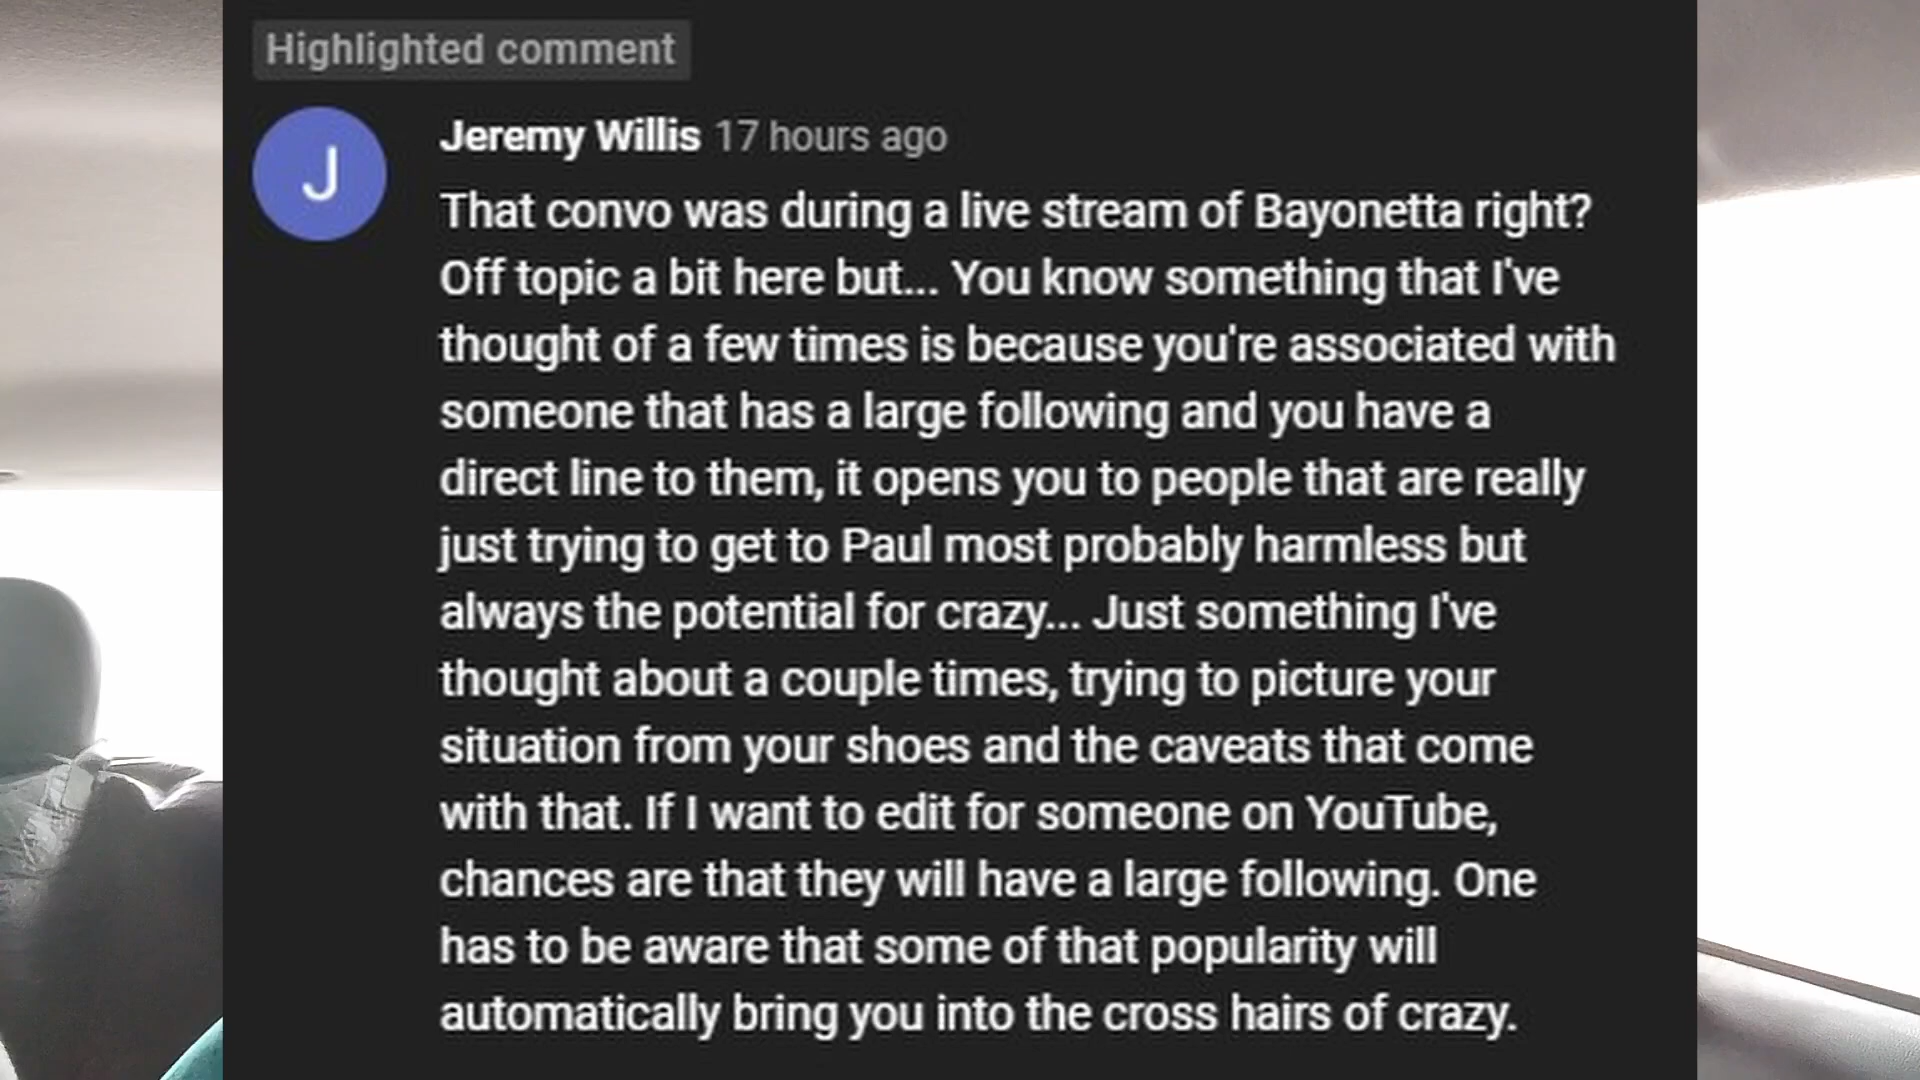 Highlighted comment
J
Jeremy Willis 17 hours ago
That convo was during a live stream of Bayonetta right?
Off topic a bit here but... You know something that I've
thought of a few times is because you're associated with
someone that has a large following and you have a
direct line to them, it opens you to people that are really
just trying to get to Paul most probably harmless but
always the potential for crazy... Just something I've
thought about a couple times, trying to picture your
situation from your shoes and the caveats that come
with that. If I want to edit for someone on YouTube,
chances are that they will have a large following. One
has to be aware that some of that popularity will
automatically bring you into the cross hairs of crazy.